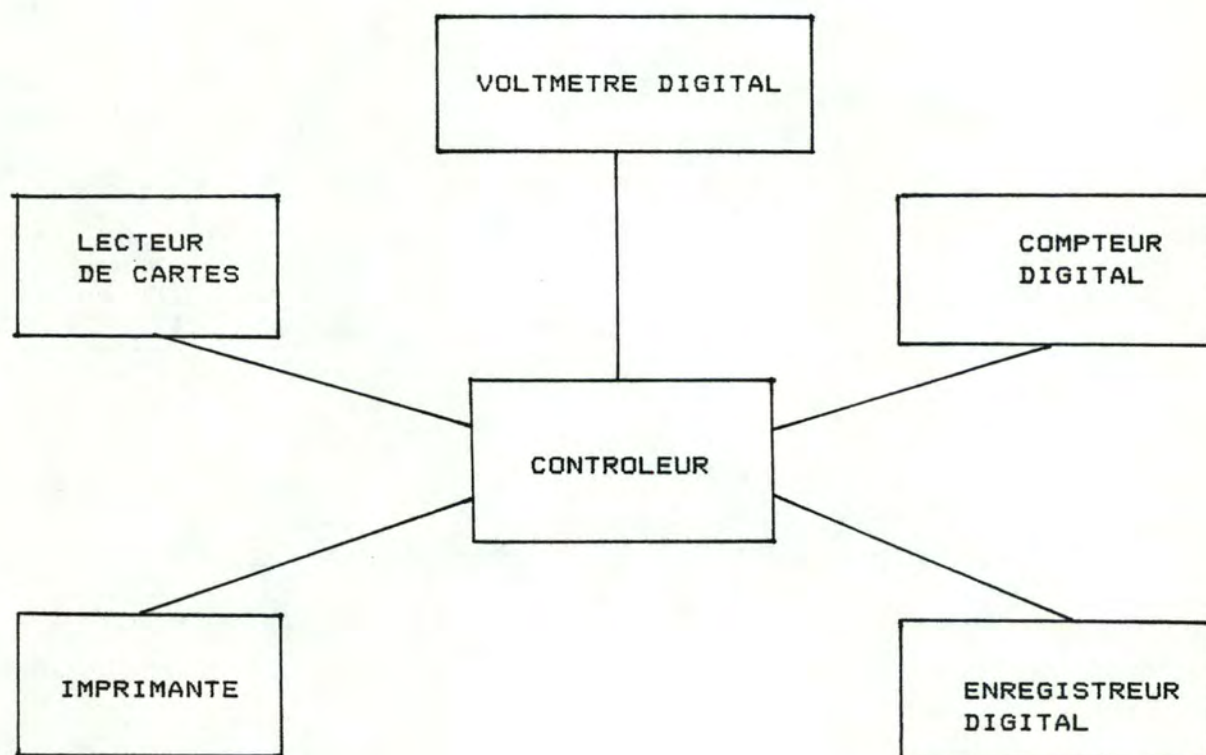 VOLTMETRE DIGITAL
LECTEUR
DE CARTES
COMPTEUR
DIGITAL
CONTROLEUR
IMPRIMANTE
ENREGISTREUR
DIGITAL